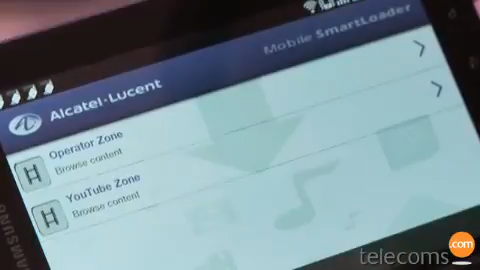 Mobile SmartLoader
Alcatel·Lucent
Operator Zone
Browse content
YouTube Zone
Browse content
SAMSUNG
telecoms.com